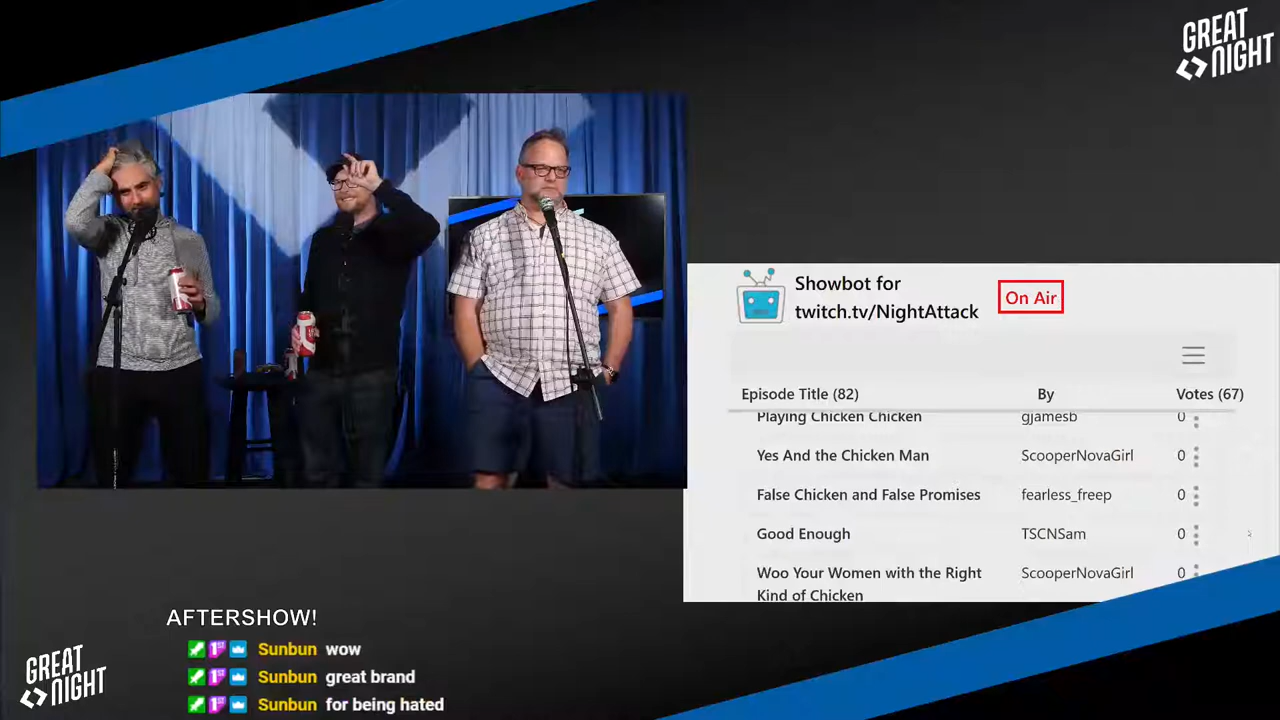 GREAT
NIGHT
Showbot for
twitch.tv/NightAttack
On Air
Episode Title (82) By Votes (67)
Playing Chicken Chicken gjamesb 0
Yes And the Chicken Man ScooperNovaGirl 0
False Chicken and False Promises fearless_freep 0
Good Enough TSCNSam 0
Woo Your Women with the Right ScooperNovaGirl 0
Kind of Chicken
AFTERSHOW!
1ST Sunbun wow
1ST Sunbun great brand
1ST Sunbun for being hated
GREAT
NIGHT